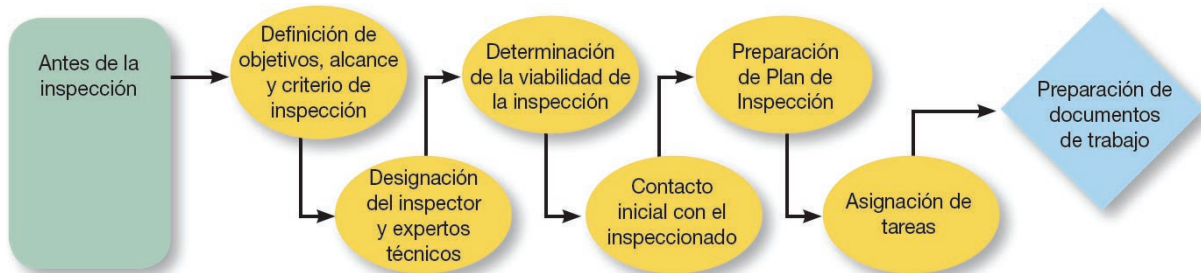 Antes de la
inspección
Definición de
objetivos, alcance
y criterio de
inspección
Designación
del inspector
y expertos
técnicos
Determinación
de la viabilidad de
la inspección
Contacto
inicial con el
inspeccionado
Preparación
de Plan de
Inspección
Asignación de
tareas
Preparación de
documentos
de trabajo